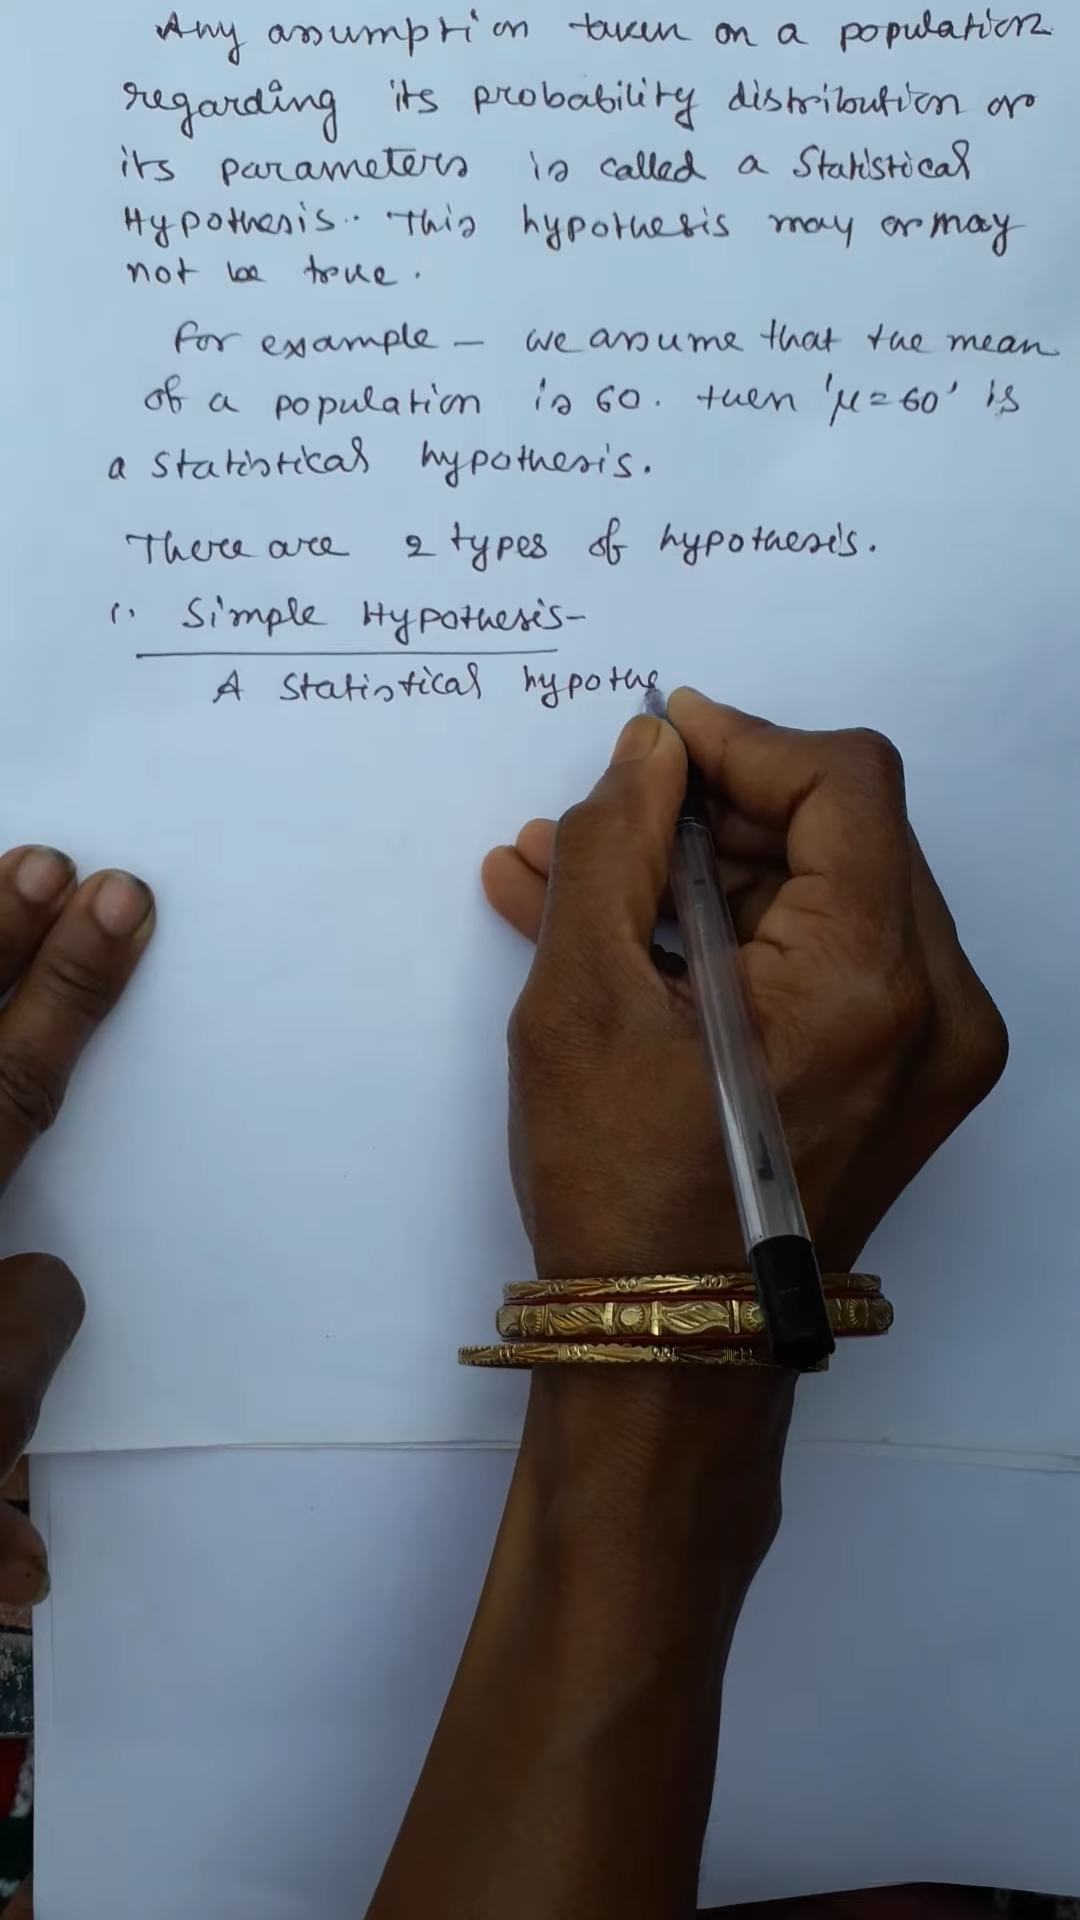 Any assumption taken on a population
regarding its probability distribution or
its parameters is called a Statistical
Hypothesis.. This hypothesis may or may
not be true.
For example - we assume that the mean
of a population is 60. then 'μ=60' is
a statistical hypothesis.
There are 2 types of hypothesis.
1. Simple Hypothesis-
A Statistical hypothe